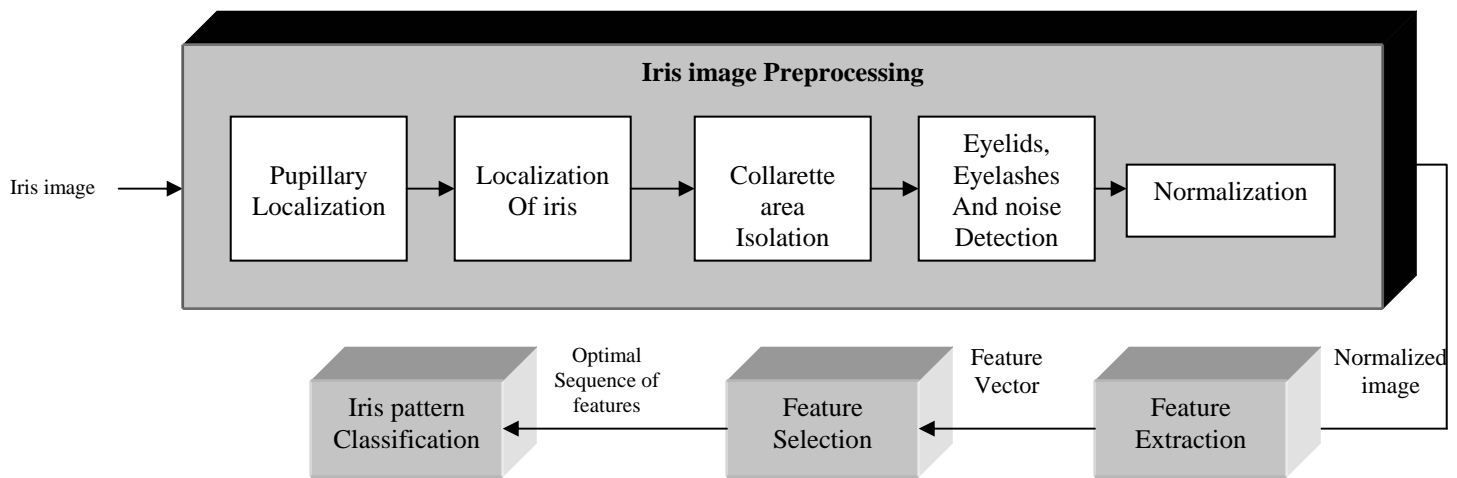 Iris image Preprocessing
Iris image
Pupillary
Localization
Localization
Of iris
Collarette
area
Isolation
Eyelids,
Eyelashes
And noise
Detection
Normalization
Normalized
image
Feature
Extraction
Feature
Vector
Feature
Selection
Optimal
Sequence of
features
Iris pattern
Classification